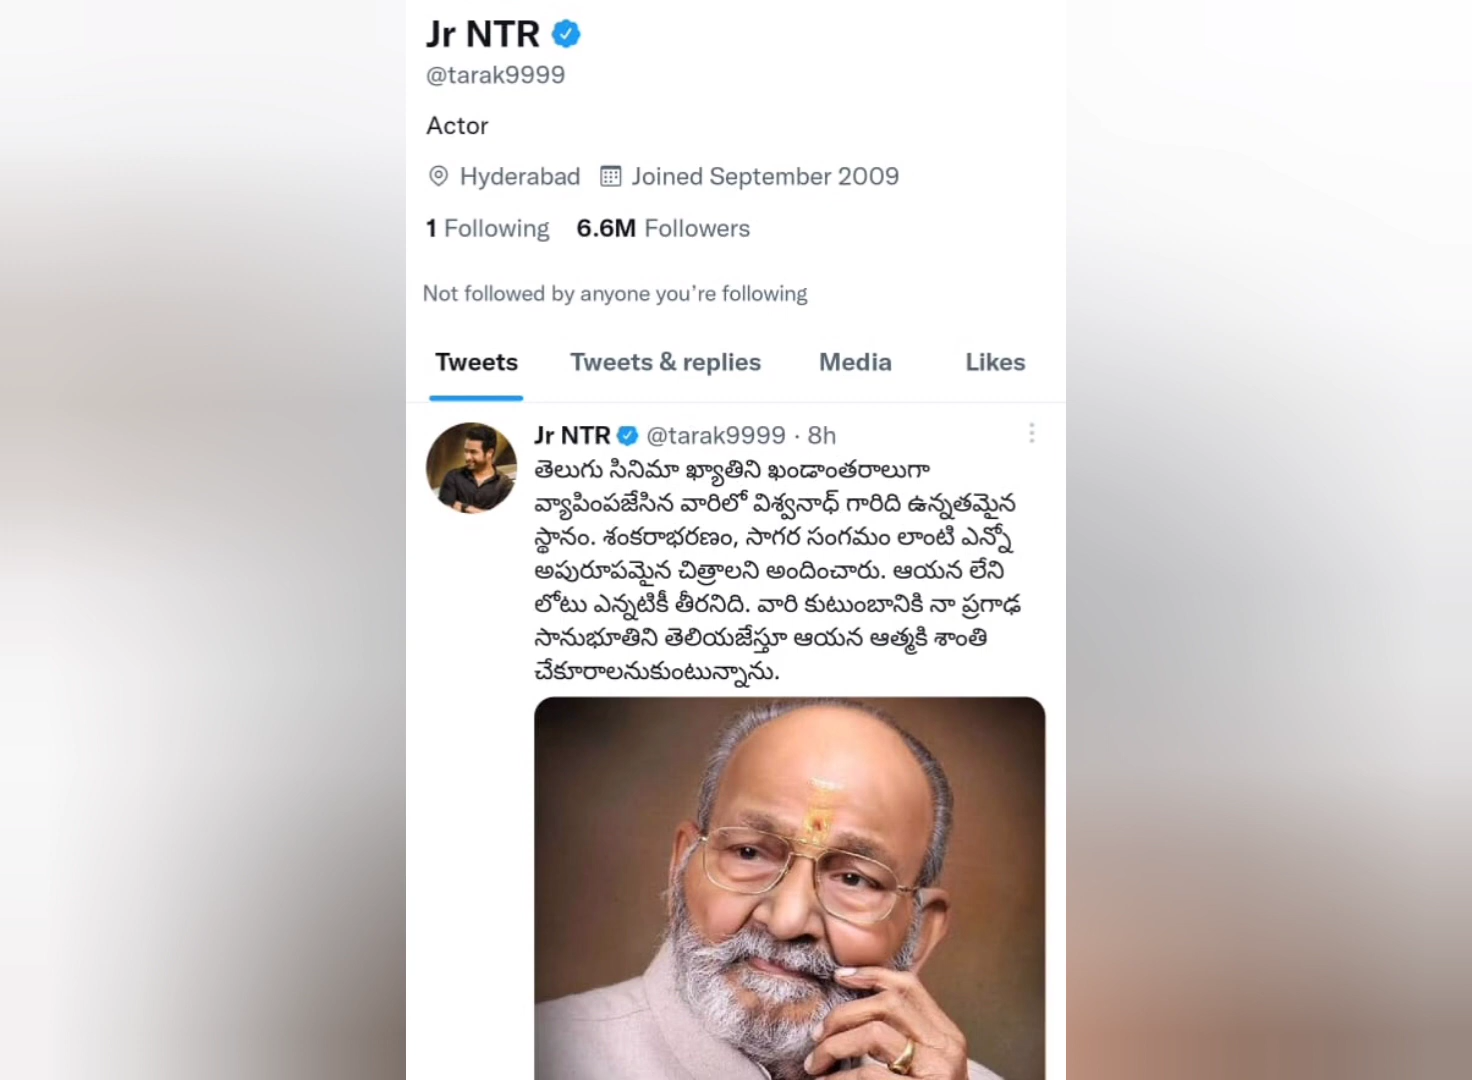 Jr NTR
@tarak9999
Actor
Hyderabad Joined September 2009
1 Following 6.6M Followers
Not followed by anyone you're following
Tweets Tweets & replies Media Likes
Jr NTR @tarak9999 · 8h
తెలుగు సినిమా ఖ్యాతిని ఖండాంతరాలుగా
వ్యాపింపజేసిన వారిలో విశ్వనాధ్ గారిది ఉన్నతమైన
స్థానం. శంకరాభరణం, సాగర సంగమం లాంటి ఎన్నో
అపురూపమైన చిత్రాలని అందించారు. ఆయన లేని
లోటు ఎన్నటికీ తీరనిది. వారి కుటుంబానికి నా ప్రగాఢ
సానుభూతిని తెలియజేస్తూ ఆయన ఆత్మకి శాంతి
చేకూరాలనుకుంటున్నాను.